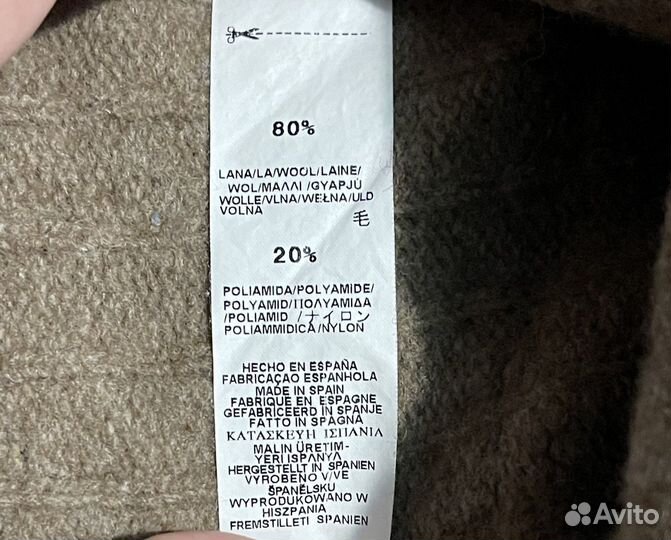 80%
LANA/LA/WOOL/LAINE/
WOL/ΜΑΛΛΙ /GYAPJÙ
WOLLE/VLNA/WEŁNA/ULD
VOLNA
毛
20%
POLIAMIDA/POLYAMIDE/
POLYAMID/ΠΟΛΥΑΜΙΔΑ
/POLIAMID /ナイロン
POLIAMMIDICA/NYLON
HECHO EN ESPAÑA
FABRICAÇAO ESPANHOLA
MADE IN SPAIN
FABRIQUE EN ESPAGNE
GEFABRICEERD IN SPANJE
FATTO IN SPAGNA
ΚΑΤΑΣΚΕΥΗ ΙΣΠΑΝΙΑ
MALIN ÜRETIM-
YERI ISPANYA
HERGESTELLT IN SPANIEN
VYROBENO V/VE
ŠPANĚLSKU
WYPRODUKOWANO W
HISZPANIA
FREMSTILLETI SPANIEN
Avito